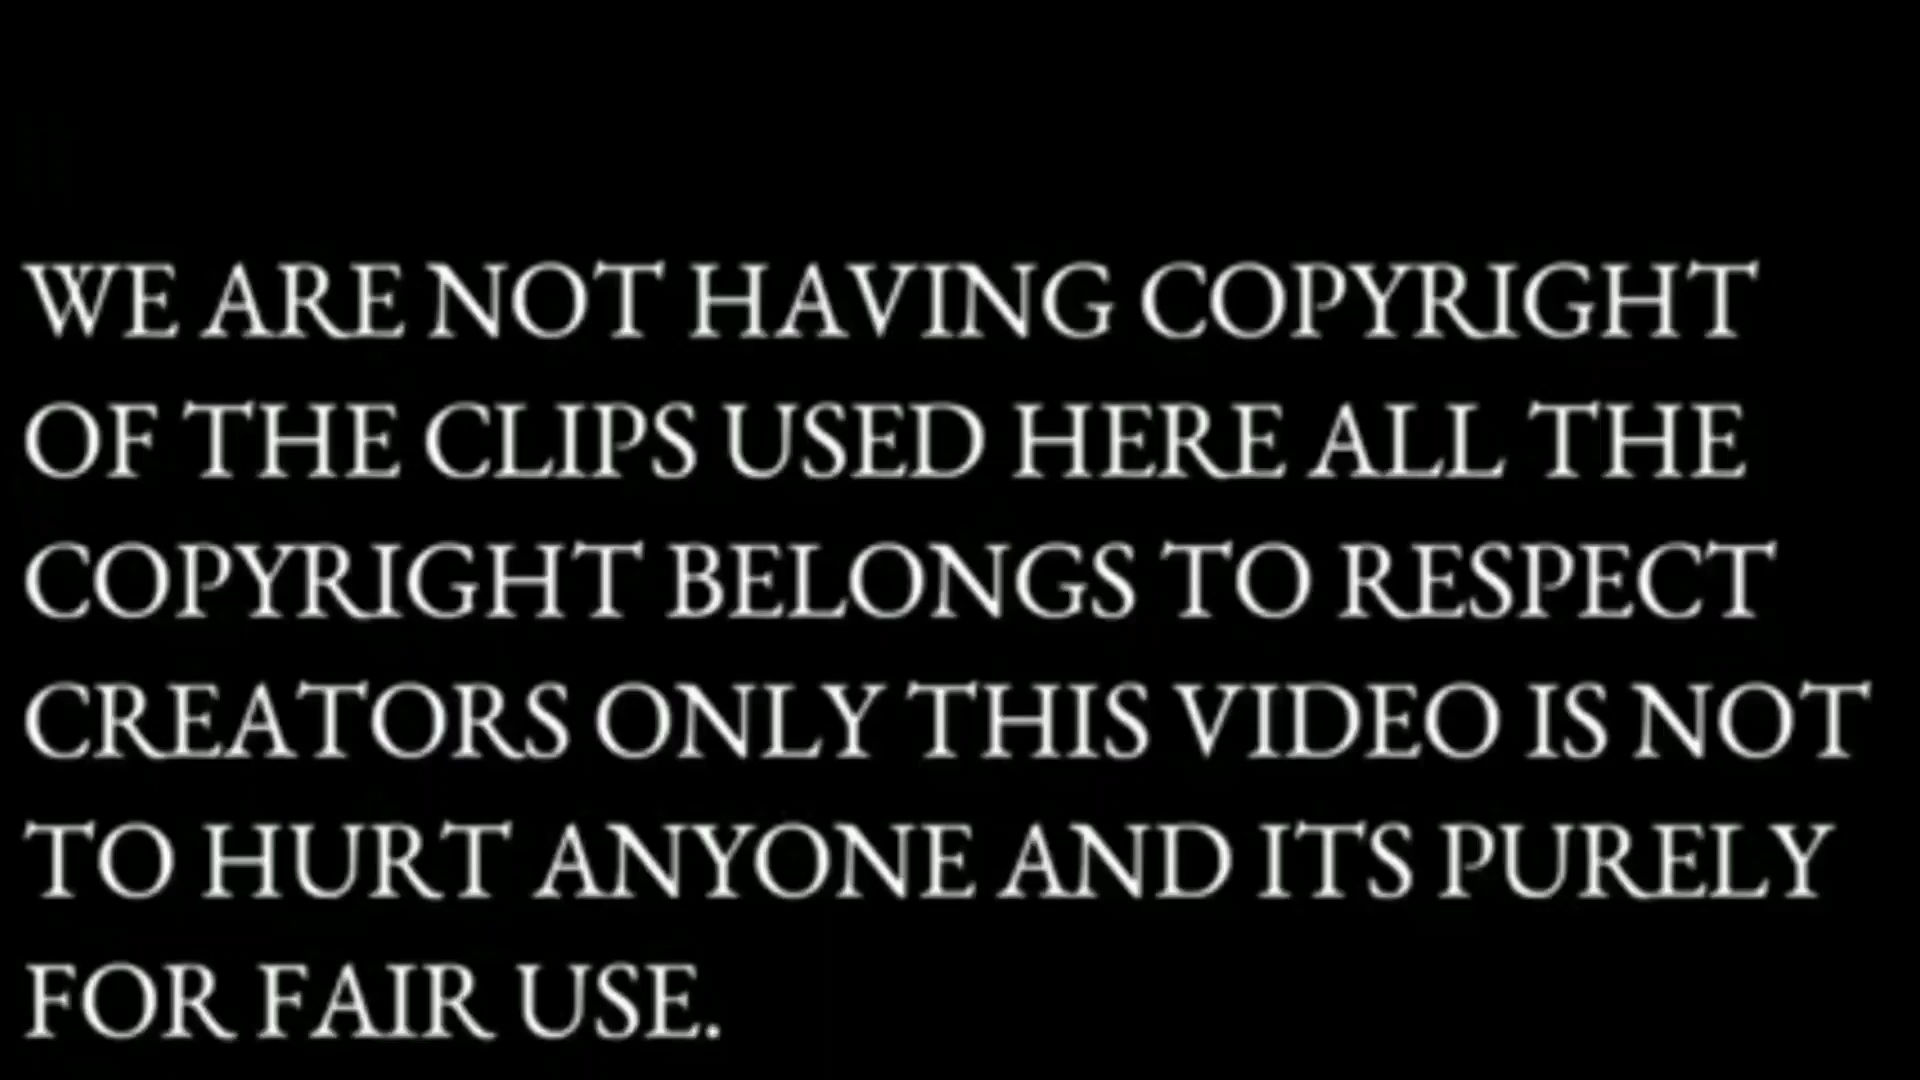 WE ARE NOT HAVING COPYRIGHT
OF THE CLIPS USED HERE ALL THE
COPYRIGHT BELONGS TO RESPECT
CREATORS ONLY THIS VIDEO IS NOT
TO HURT ANYONE AND ITS PURELY
FOR FAIR USE.